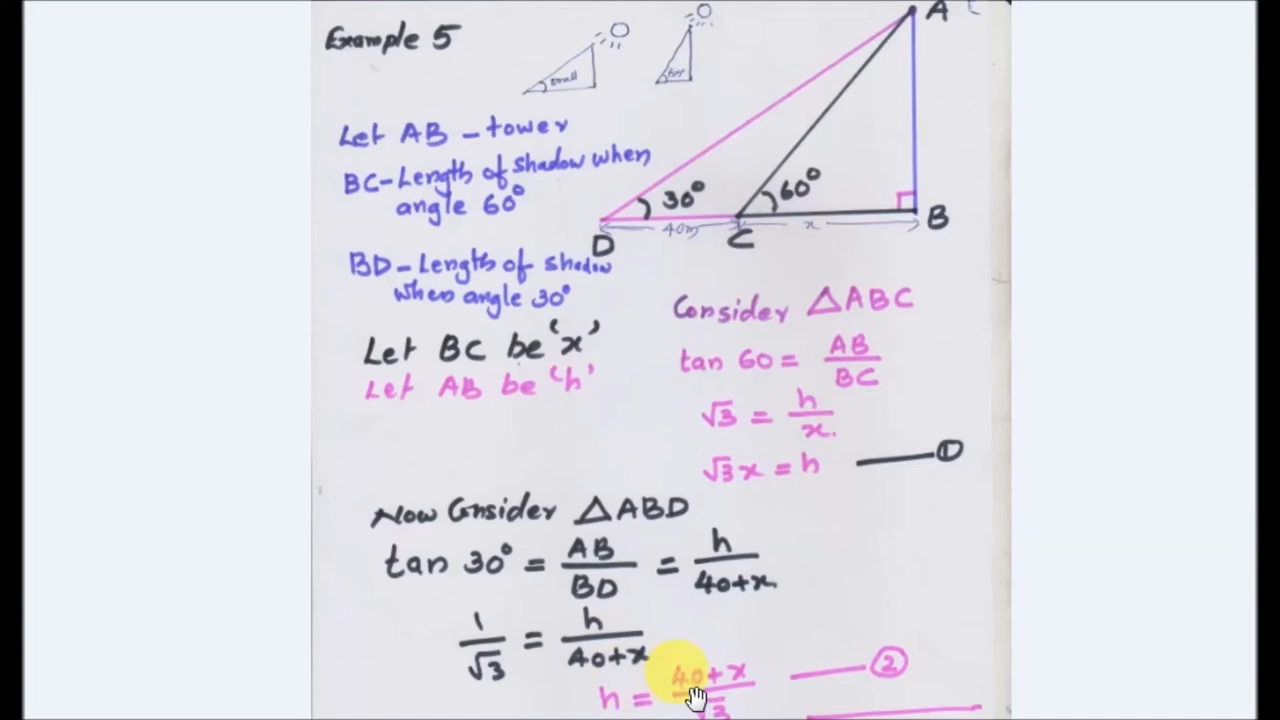 Example 5
small
Big
A
Let AB - tower
BC - Length of shadow when
angle 60°
30°
60°
D
40m
C
x
B
BD - Length of shadow
when angle 30°
Let BC be 'x'
Let AB be 'h'
Consider △ABC
tan 60 = AB/BC
√3 = h/x.
√3x = h ——— ①
Now Consider △ABD
tan 30° = AB/BD = h/40+x
1/√3 = h/40+x
h = 40+x/√3 ——— ②